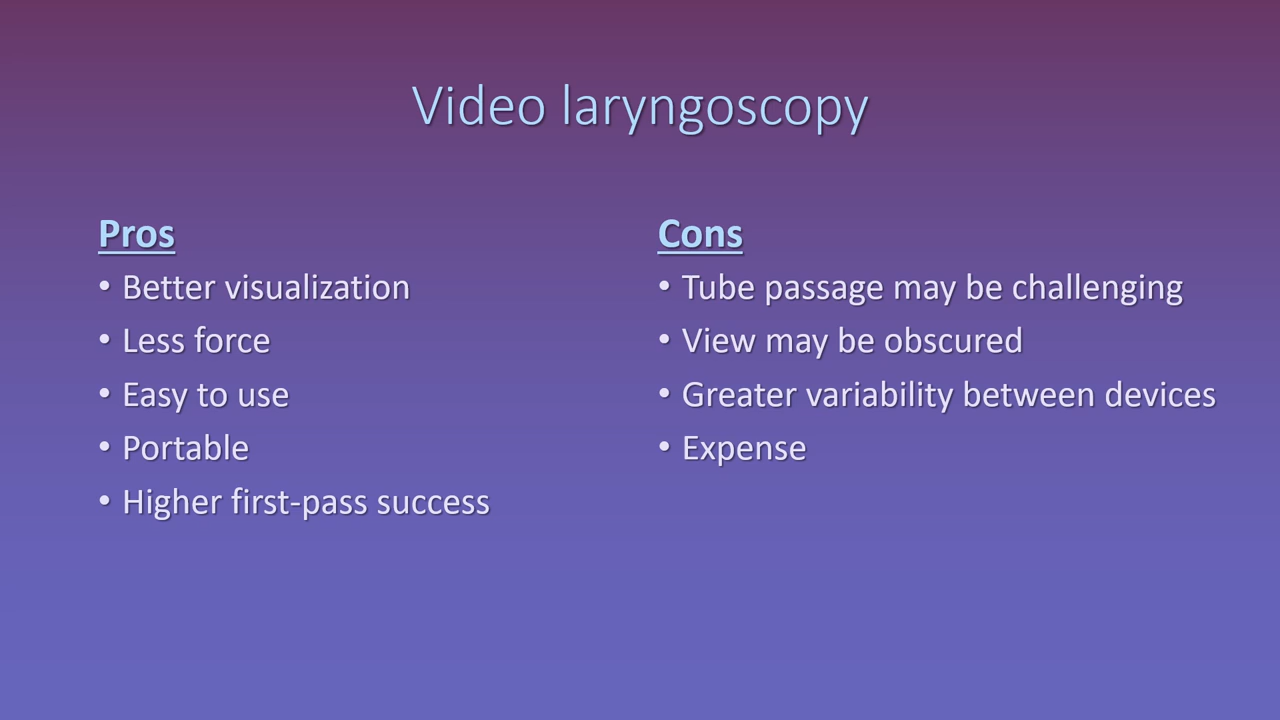 Video laryngoscopy
Pros
• Better visualization
• Less force
• Easy to use
• Portable
• Higher first-pass success
Cons
• Tube passage may be challenging
• View may be obscured
• Greater variability between devices
• Expense